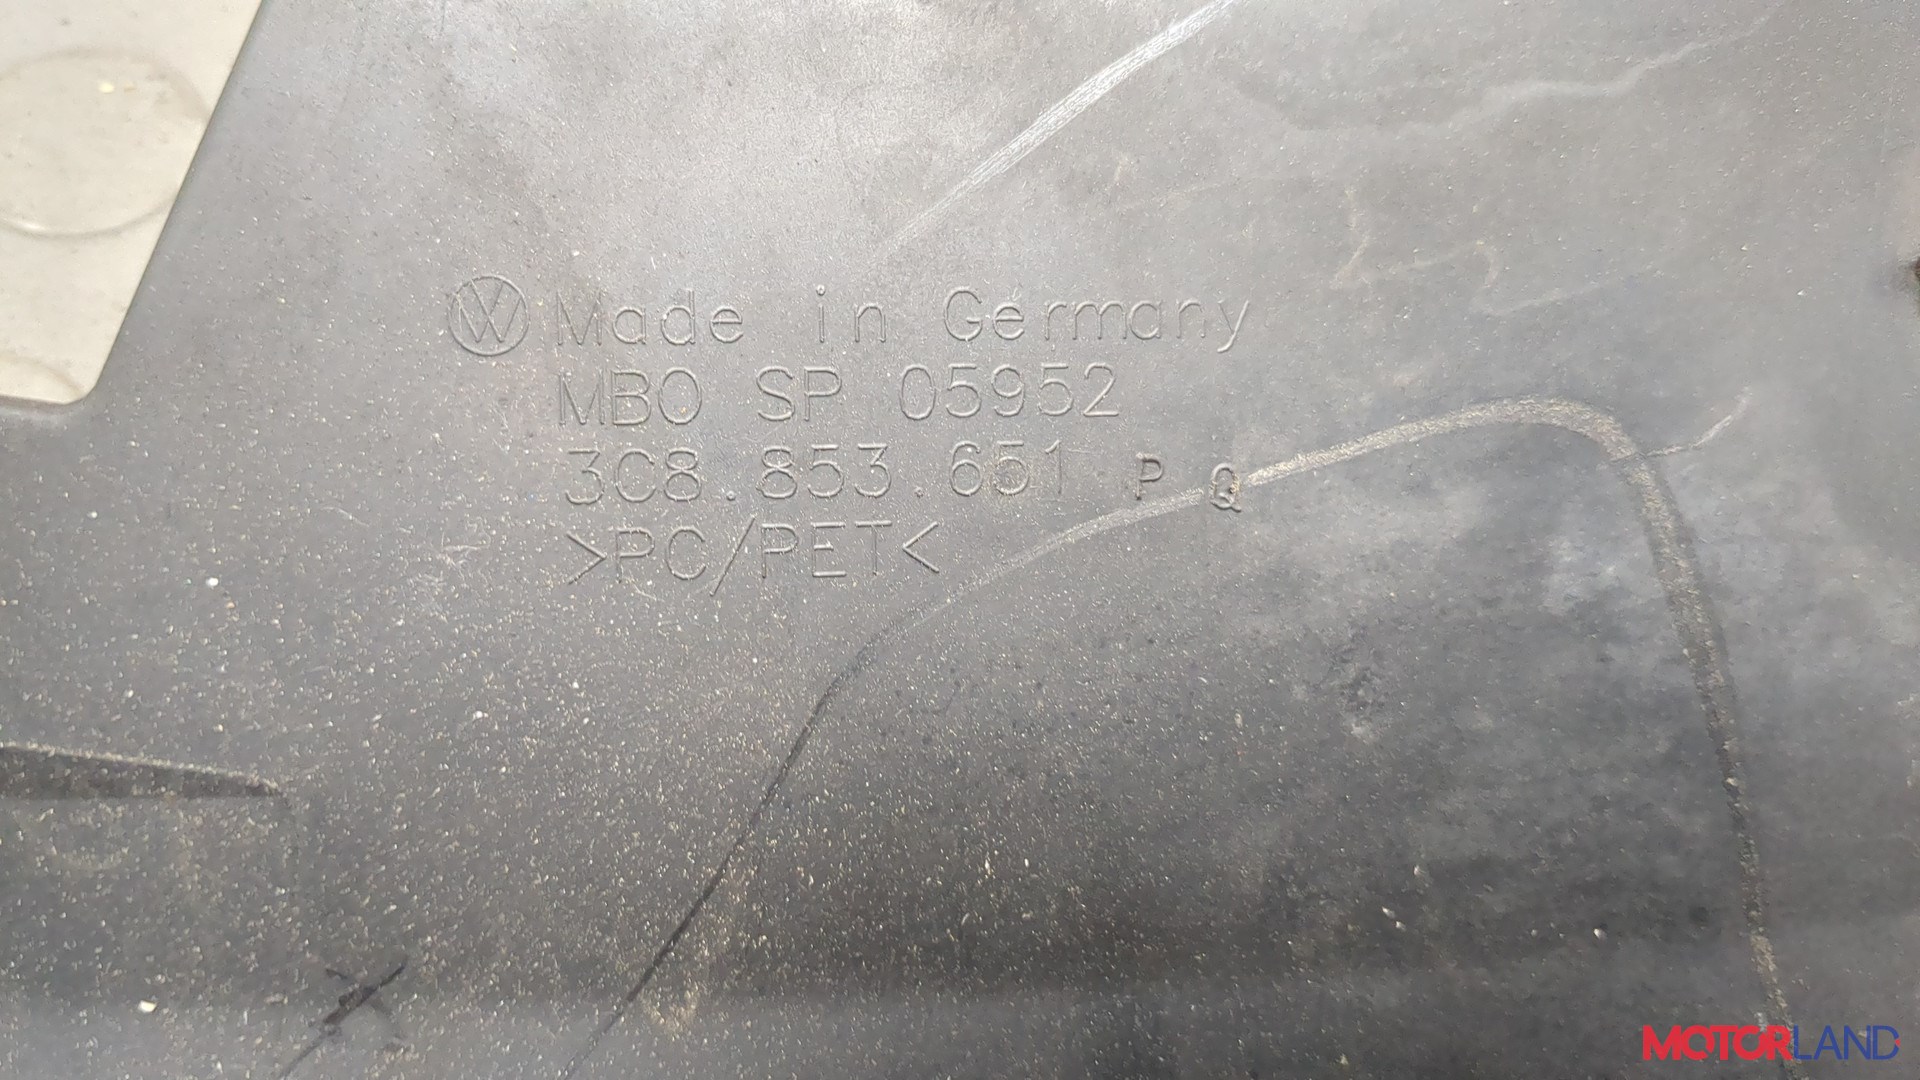 Made in Germany
MBO SP 05952
3C8.853.651 P Q
>PC/PET<
MOTORLAND